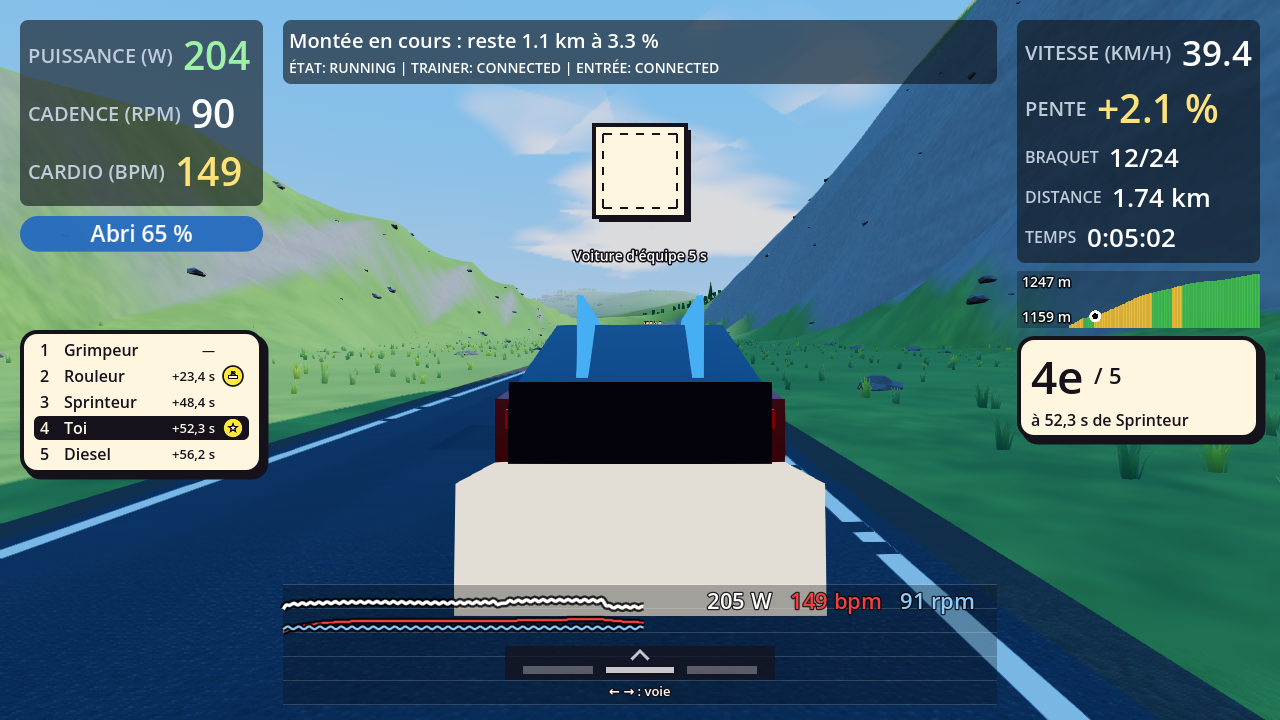 PUISSANCE (W) 204
CADENCE (RPM) 90
CARDIO (BPM) 149
Abri 65 %
Montée en cours : reste 1.1 km à 3.3 %
ÉTAT: RUNNING | TRAINER: CONNECTED | ENTRÉE: CONNECTED
VITESSE (KM/H) 39.4
PENTE +2.1 %
BRAQUET 12/24
DISTANCE 1.74 km
TEMPS 0:05:02
1247 m
1159 m
Voiture d'équipe 5 s
1 Grimpeur —
2 Rouleur +23,4 s
3 Sprinteur +48,4 s
4 Toi +52,3 s
5 Diesel +56,2 s
4e / 5
à 52,3 s de Sprinteur
205 W 149 bpm 91 rpm
← → : voie